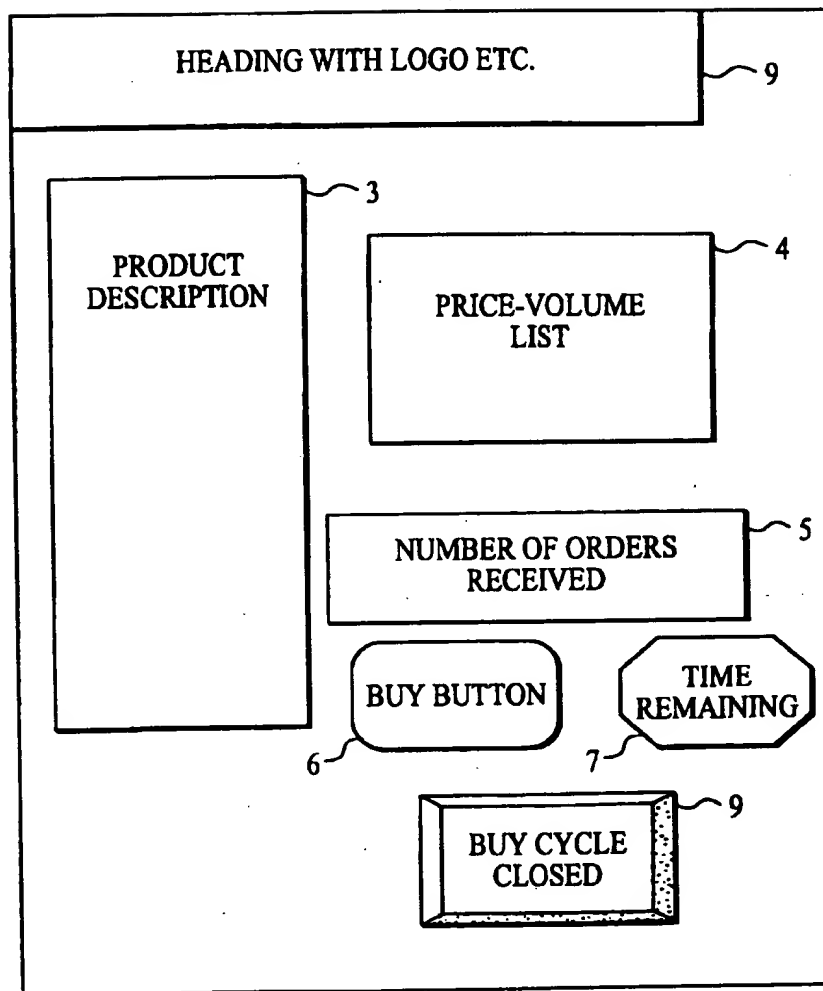 HEADING WITH LOGO ETC.
9
3
PRODUCT
DESCRIPTION
4
PRICE-VOLUME
LIST
5
NUMBER OF ORDERS
RECEIVED
BUY BUTTON
6
TIME
REMAINING
7
9
BUY CYCLE
CLOSED